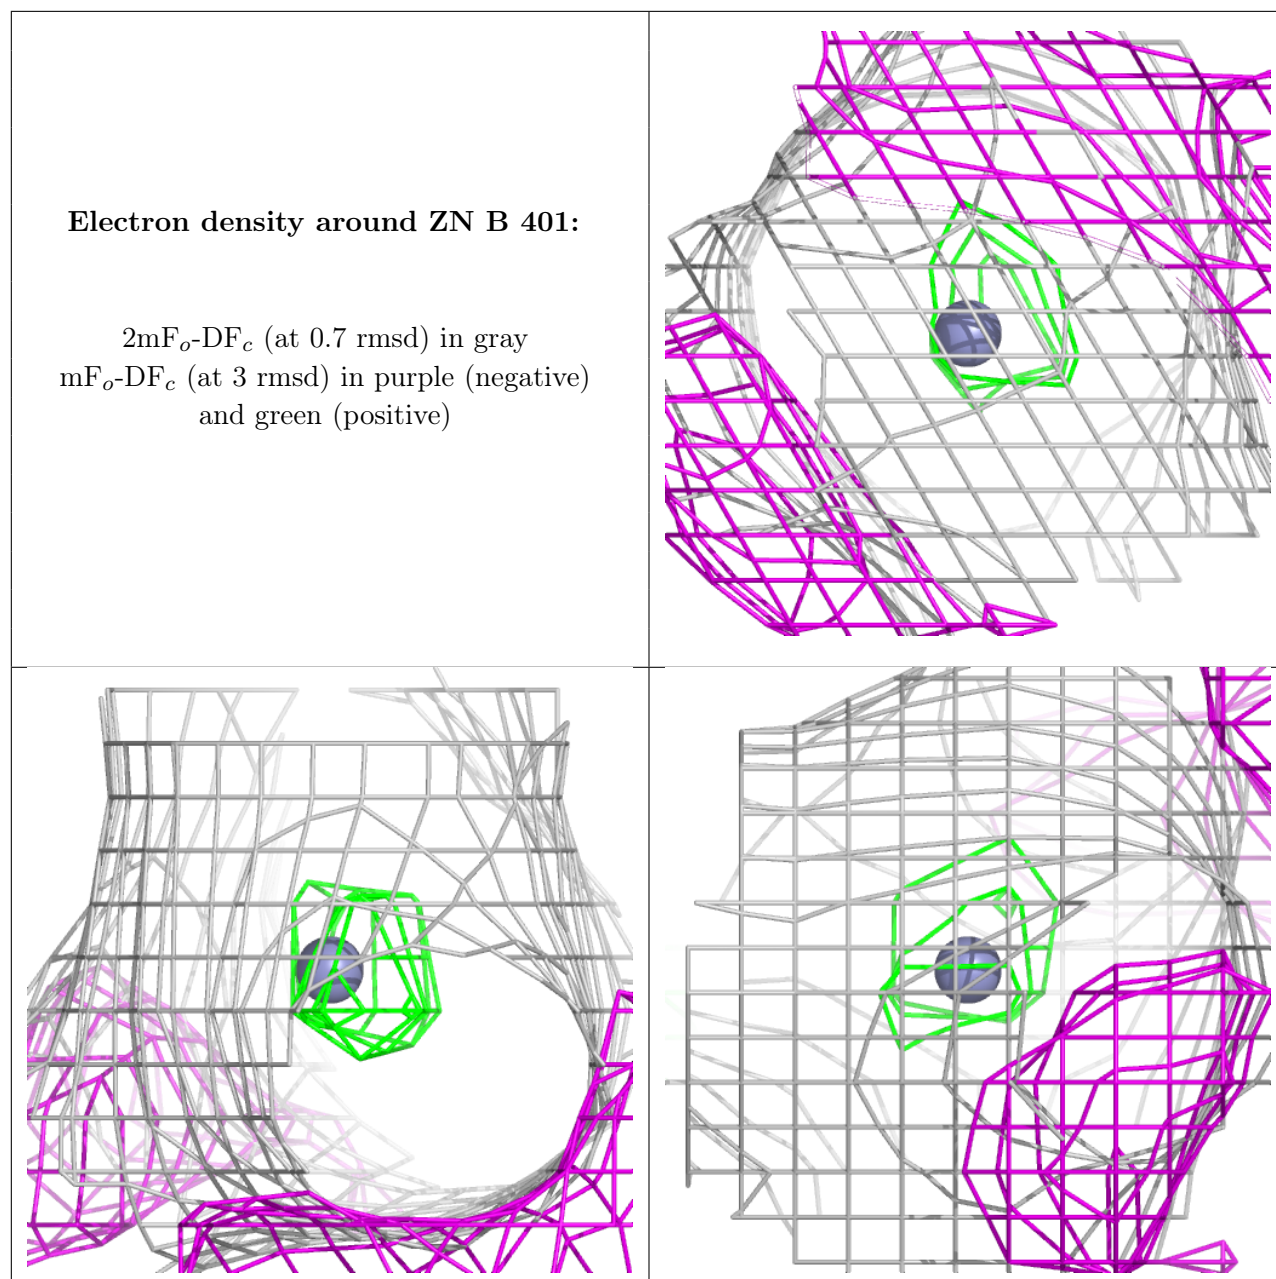 Electron density around ZN B 401:
2mFo-DFc (at 0.7 rmsd) in gray
mFo-DFc (at 3 rmsd) in purple (negative)
and green (positive)